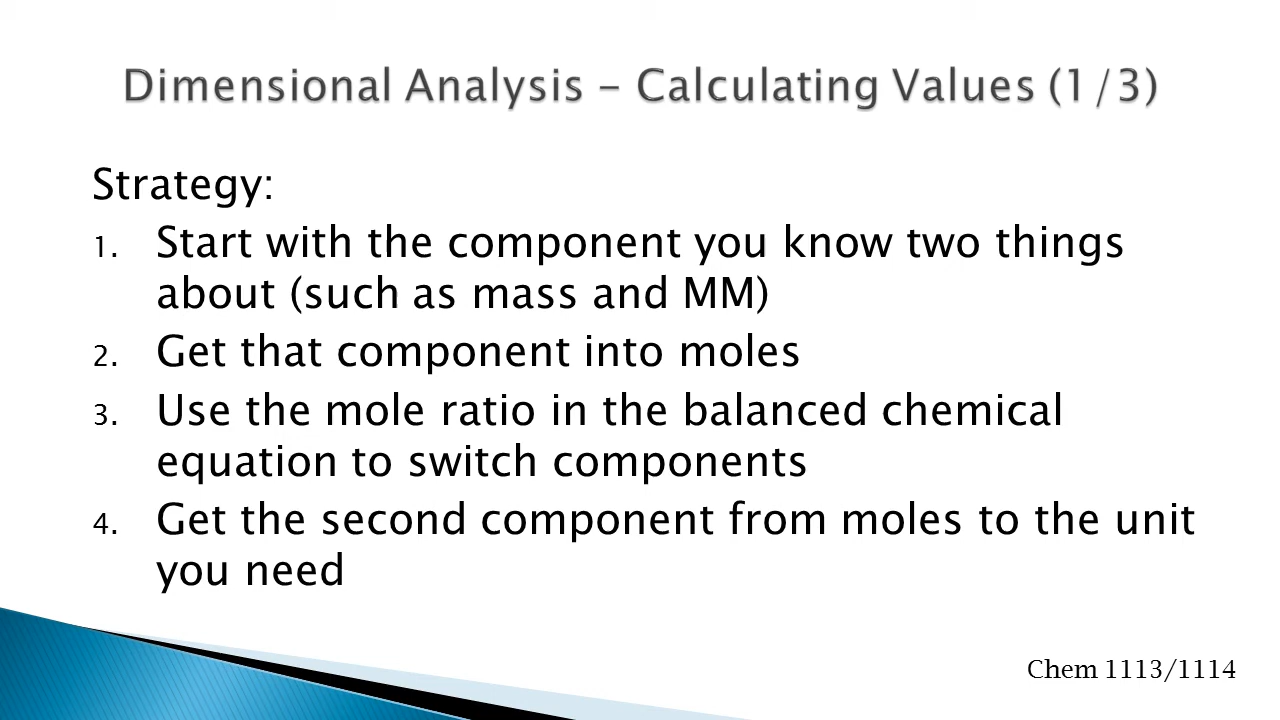 Dimensional Analysis - Calculating Values (1/3)
Strategy:
1. Start with the component you know two things
about (such as mass and MM)
2. Get that component into moles
3. Use the mole ratio in the balanced chemical
equation to switch components
4. Get the second component from moles to the unit
you need
Chem 1113/1114